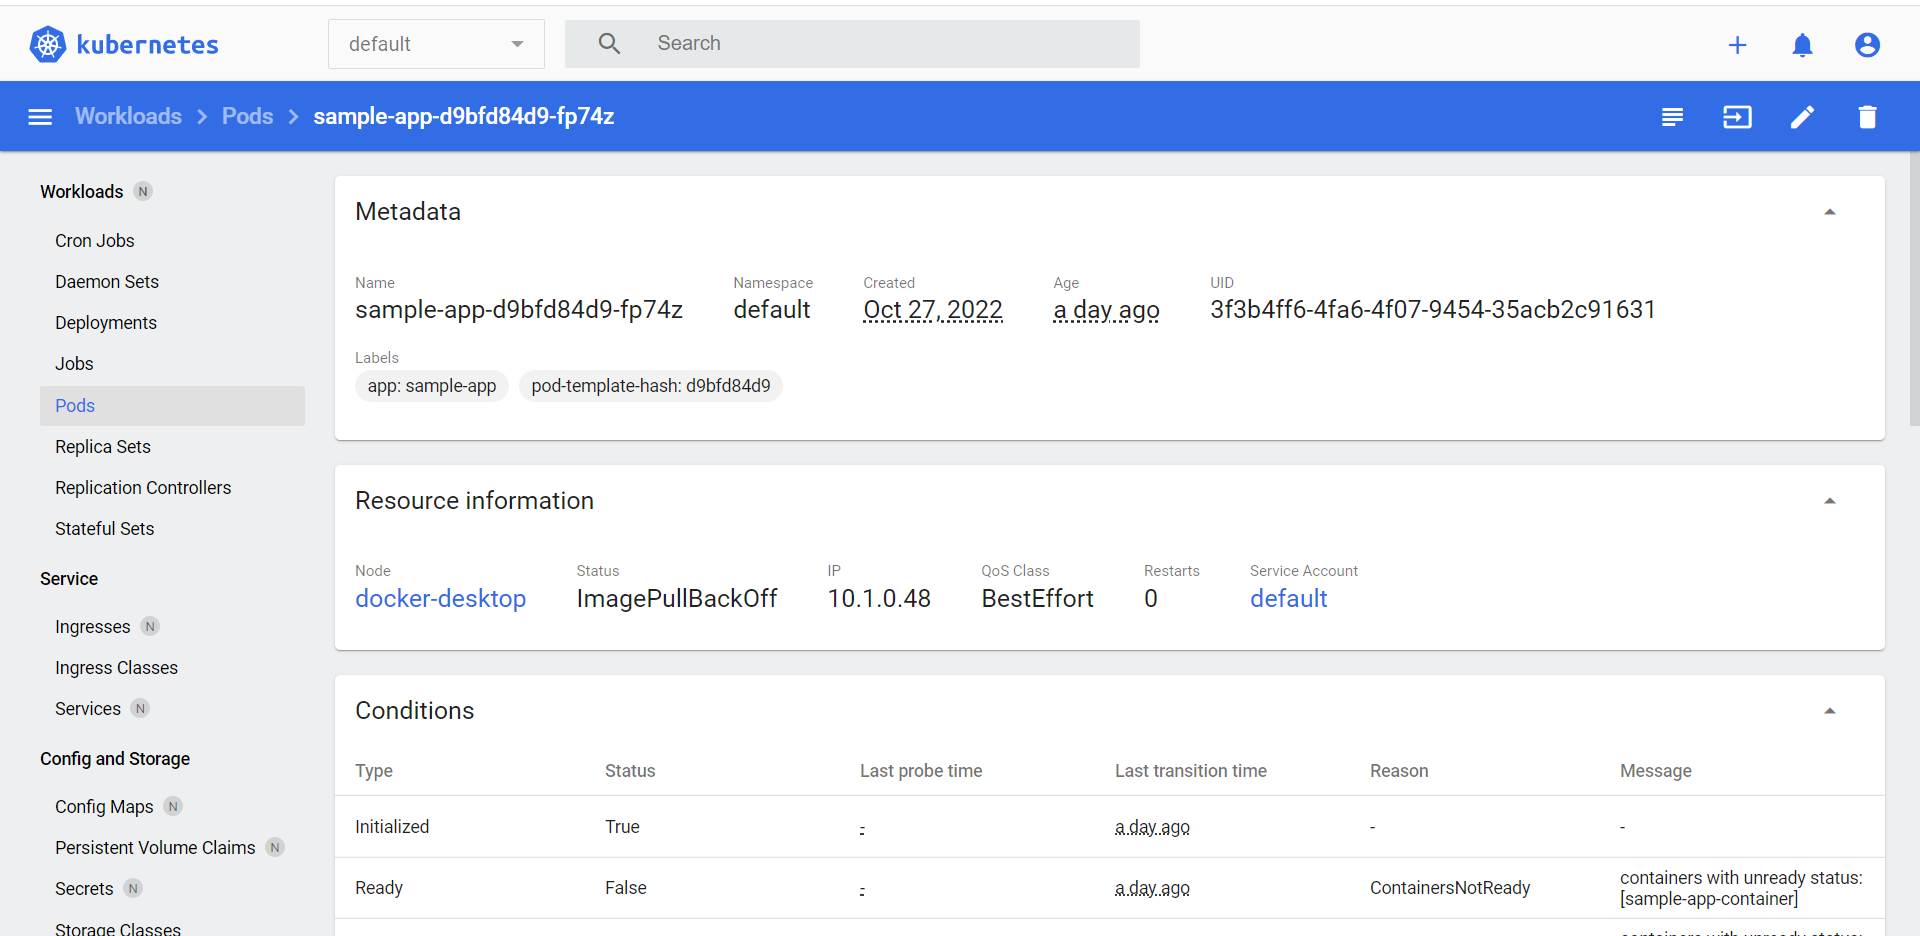 kubernetes
default
Search
Workloads
Pods
sample-app-d9bfd84d9-fp74z
Workloads N
Cron Jobs
Daemon Sets
Deployments
Jobs
Pods
Replica Sets
Replication Controllers
Stateful Sets
Service
Ingresses N
Ingress Classes
Services N
Config and Storage
Config Maps N
Persistent Volume Claims N
Secrets N
Storage Classes
Metadata
Name
sample-app-d9bfd84d9-fp74z
Namespace
default
Created
Oct 27, 2022
Age
a day ago
UID
3f3b4ff6-4fa6-4f07-9454-35acb2c91631
Labels
app: sample-app
pod-template-hash: d9bfd84d9
Resource information
Node
docker-desktop
Status
ImagePullBackOff
IP
10.1.0.48
QoS Class
BestEffort
Restarts
0
Service Account
default
Conditions
Type Status Last probe time Last transition time Reason Message
Initialized True - a day ago - -
Ready False - a day ago ContainersNotReady containers with unready status:
[sample-app-container]